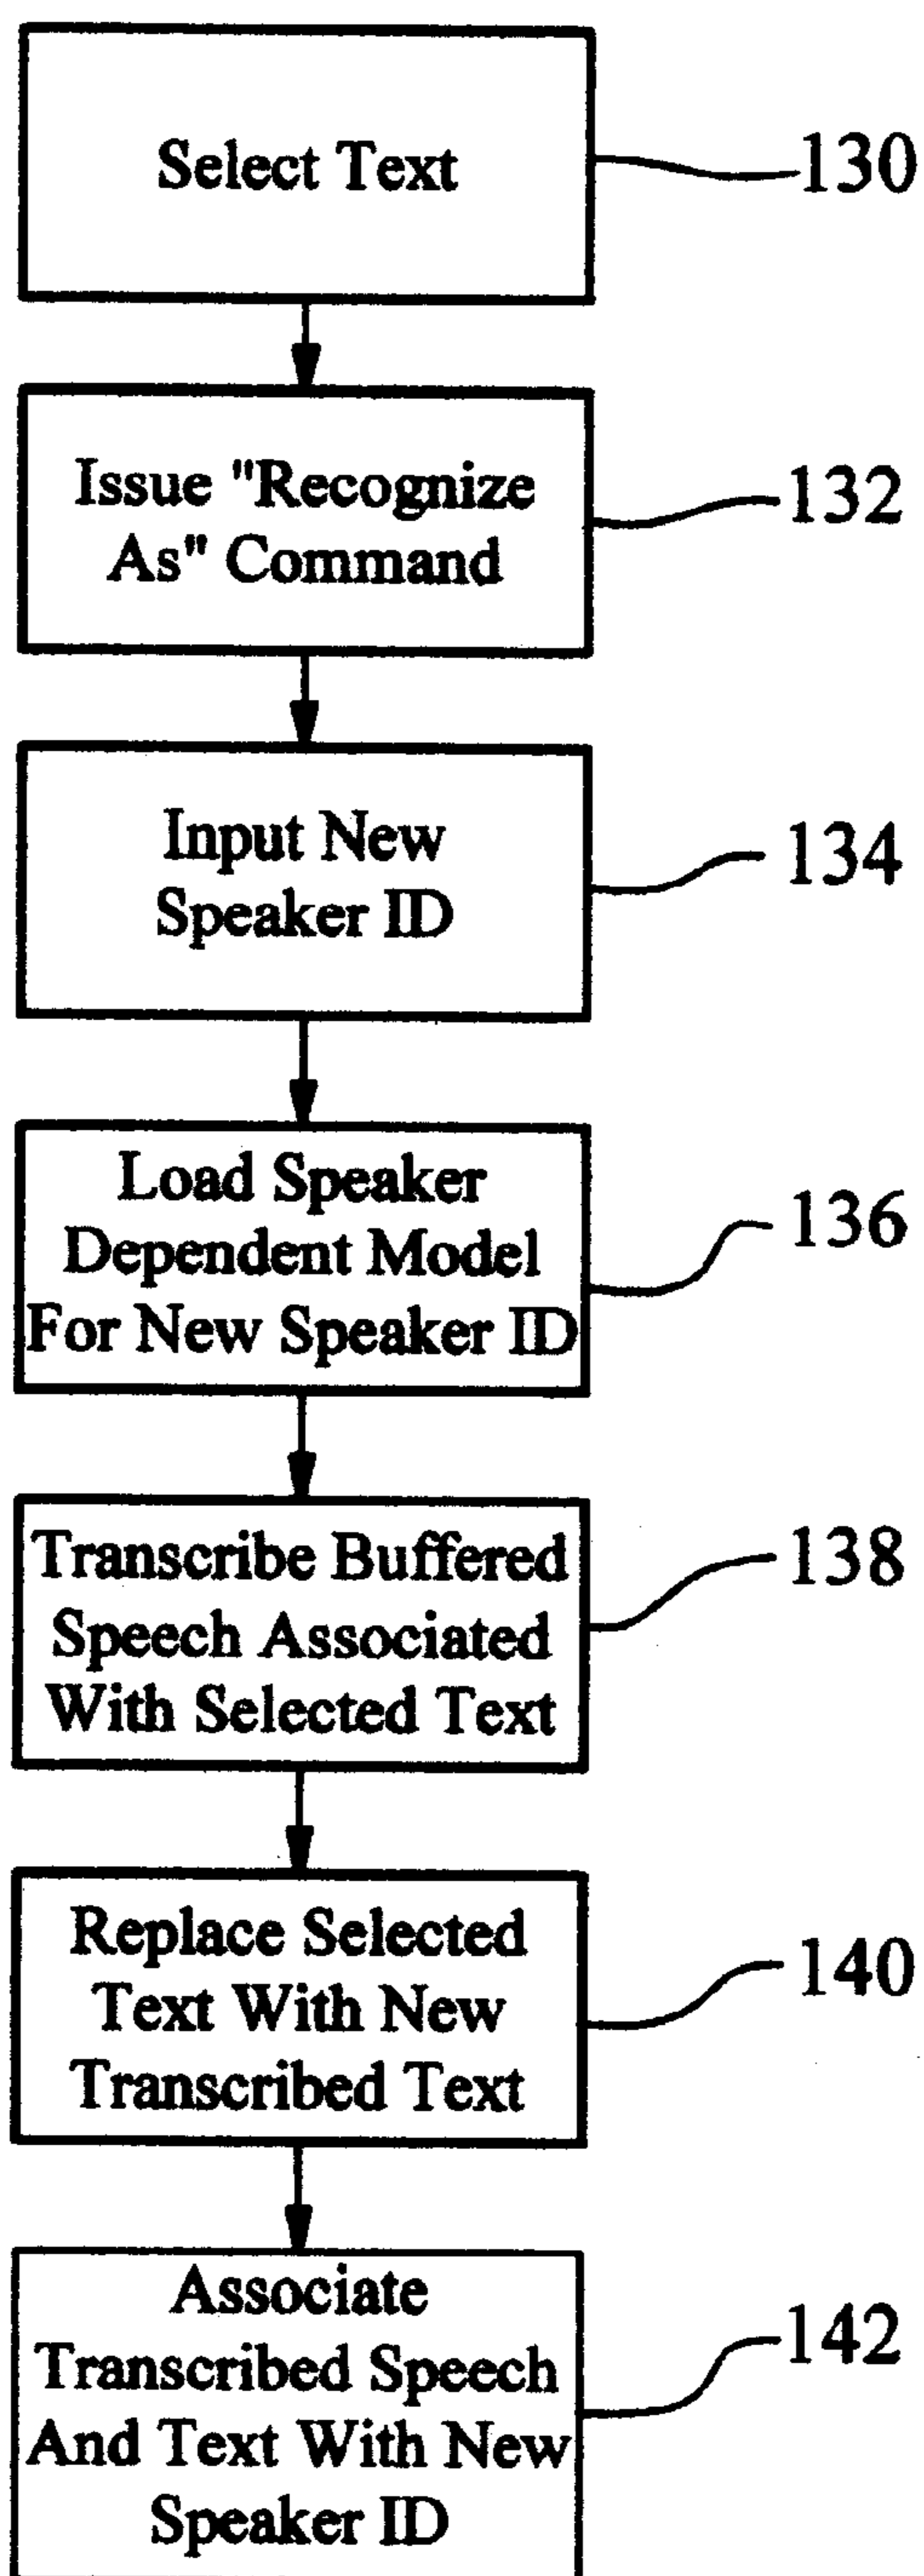 Select Text
130
Issue "Recognize
As" Command
132
Input New
Speaker ID
134
Load Speaker
Dependent Model
For New Speaker ID
136
Transcribe Buffered
Speech Associated
With Selected Text
138
Replace Selected
Text With New
Transcribed Text
140
Associate
Transcribed Speech
And Text With New
Speaker ID
142